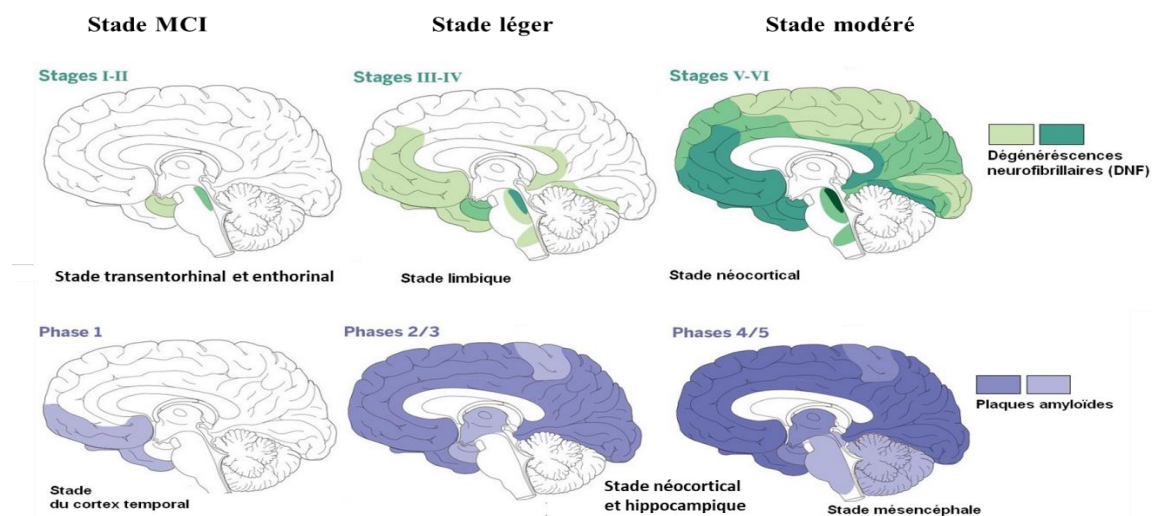 Stade MCI
Stade léger
Stade modéré
Stages I-II
Stages III-IV
Stages V-VI
Dégénéréscences
neurofibrillaires (DNF)
Stade transentorhinal et enthorinal
Stade limbique
Stade néocortical
Phase 1
Phases 2/3
Phases 4/5
Plaques amyloïdes
Stade
du cortex temporal
Stade néocortical
et hippocampique
Stade mésencéphale